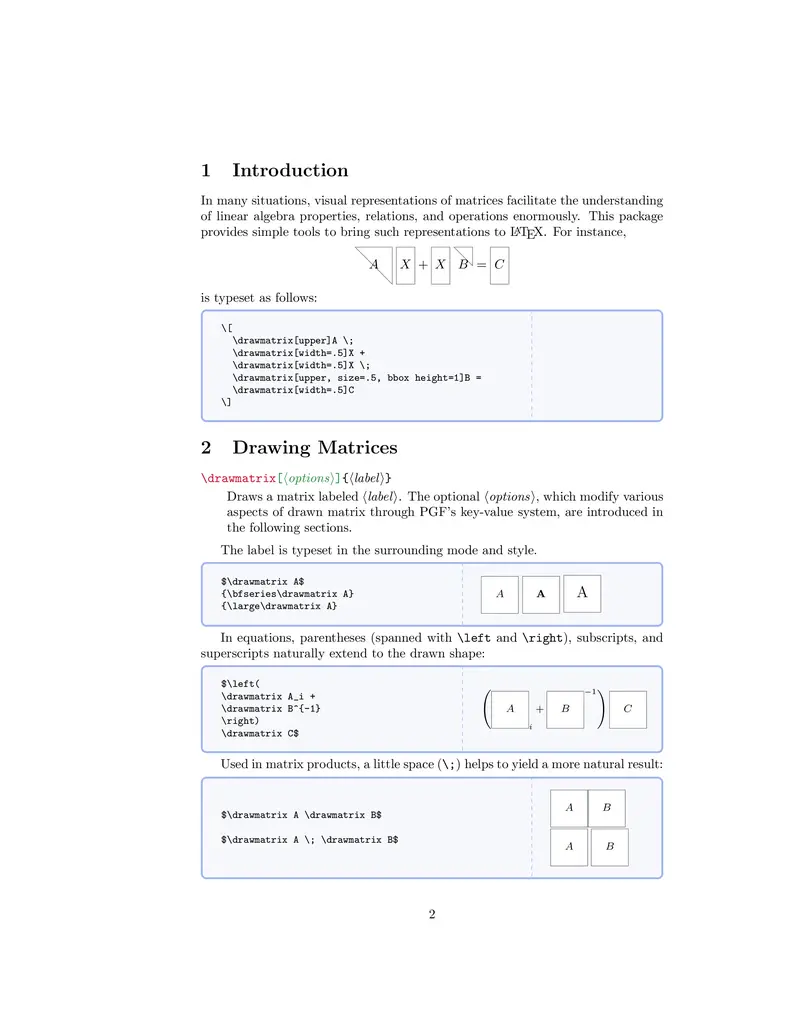 1 Introduction
In many situations, visual representations of matrices facilitate the understanding
of linear algebra properties, relations, and operations enormously. This package
provides simple tools to bring such representations to LATEX. For instance,
A X + X B = C
is typeset as follows:
\[
\drawmatrix[upper]A \;
\drawmatrix[width=.5]X +
\drawmatrix[width=.5]X \;
\drawmatrix[upper, size=.5, bbox height=1]B =
\drawmatrix[width=.5]C
\]
2 Drawing Matrices
\drawmatrix[⟨options⟩]{⟨label⟩}
Draws a matrix labeled ⟨label⟩. The optional ⟨options⟩, which modify various
aspects of drawn matrix through PGF's key-value system, are introduced in
the following sections.
The label is typeset in the surrounding mode and style.
$\drawmatrix A$
{\bfseries\drawmatrix A}
{\large\drawmatrix A}
A A A
In equations, parentheses (spanned with \left and \right), subscripts, and
superscripts naturally extend to the drawn shape:
$\left(
\drawmatrix A_i +
\drawmatrix B^{-1}
\right)
\drawmatrix C$
( A i + B −1 ) C
Used in matrix products, a little space (\;) helps to yield a more natural result:
$\drawmatrix A \drawmatrix B$
$\drawmatrix A \; \drawmatrix B$
A B
A B
2